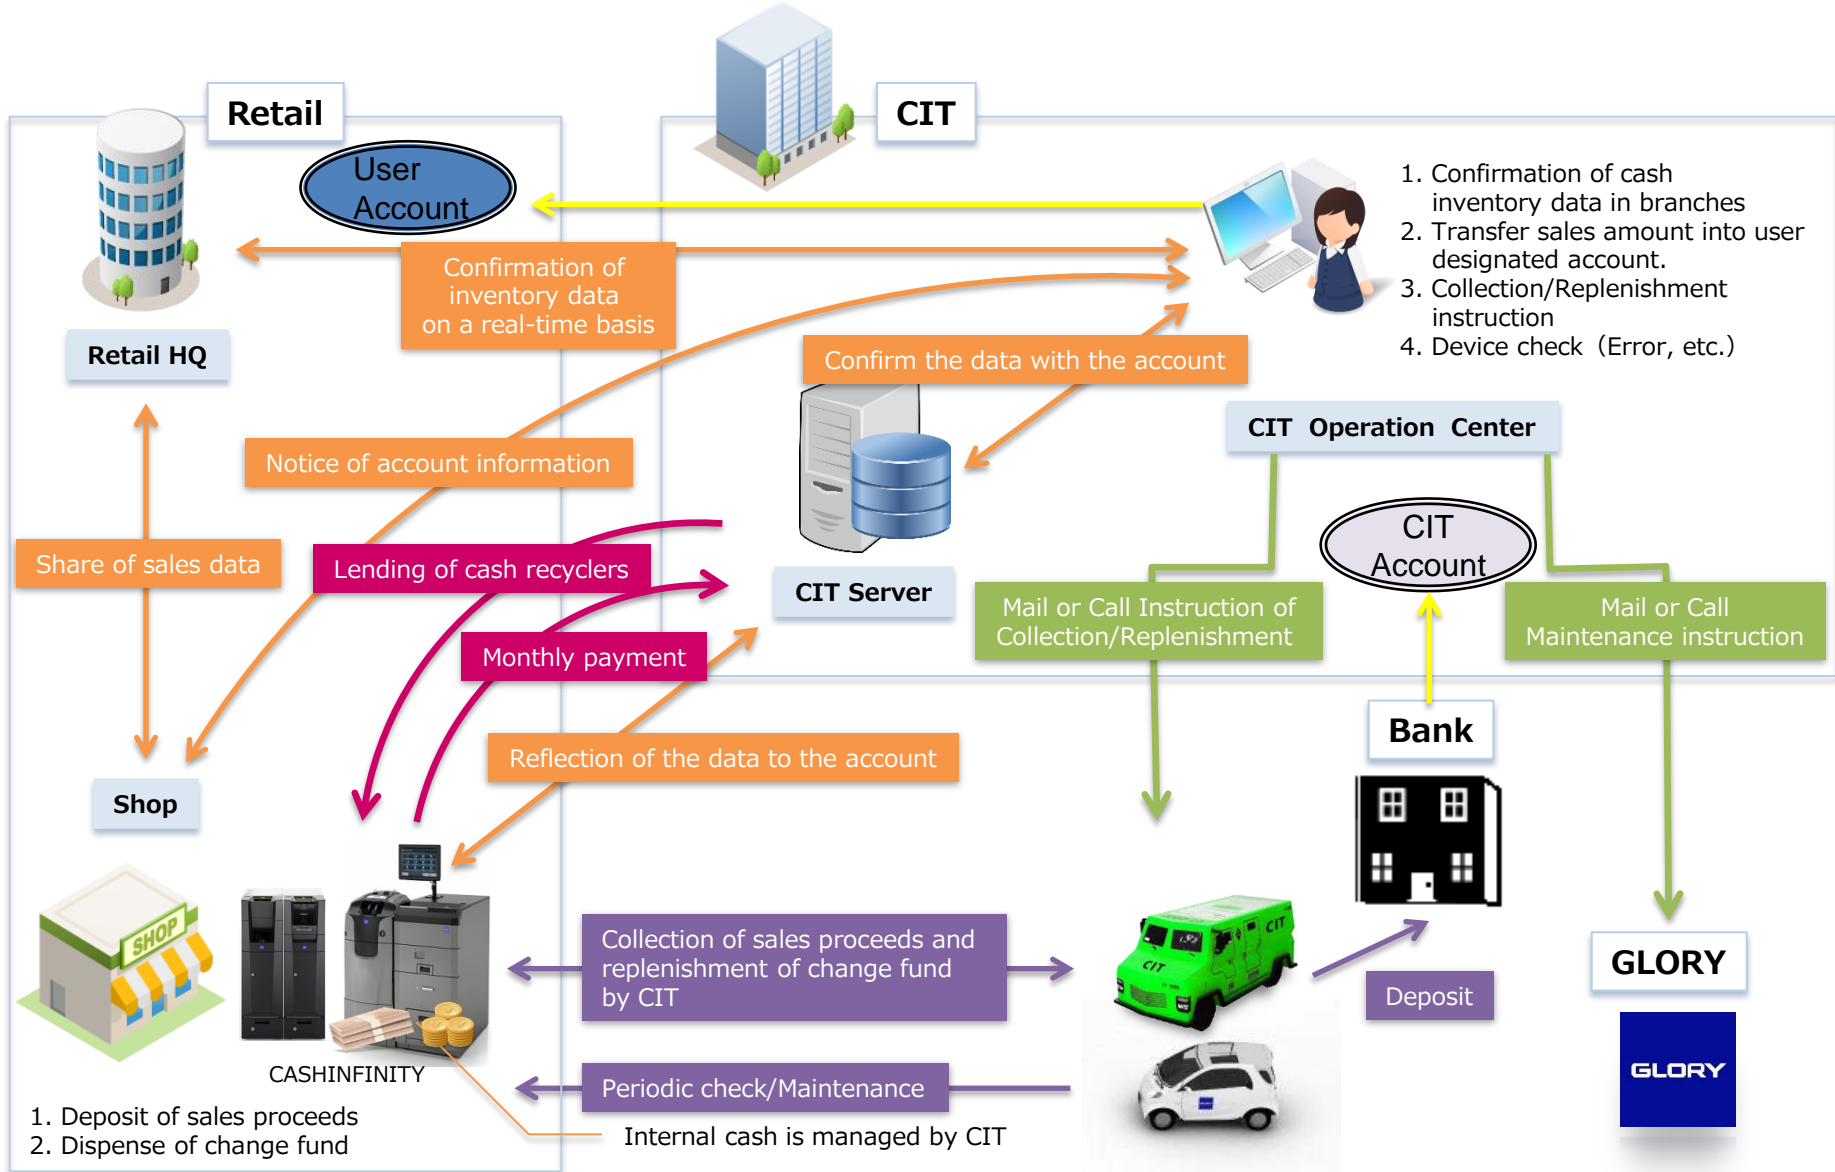 Retail
CIT
User
Account
1. Confirmation of cash
inventory data in branches
2. Transfer sales amount into user
designated account.
3. Collection/Replenishment
instruction
4. Device check（Error, etc.）
Confirmation of
inventory data
on a real-time basis
Retail HQ
Confirm the data with the account
CIT Operation Center
Notice of account information
CIT
Account
Share of sales data
Lending of cash recyclers
CIT Server
Mail or Call Instruction of
Collection/Replenishment
Mail or Call
Maintenance instruction
Monthly payment
Bank
Reflection of the data to the account
Shop
SHOP
CIT
CIT
Collection of sales proceeds and
replenishment of change fund
by CIT
GLORY
Deposit
GLORY
CASHINFINITY
Periodic check/Maintenance
1. Deposit of sales proceeds
2. Dispense of change fund
Internal cash is managed by CIT